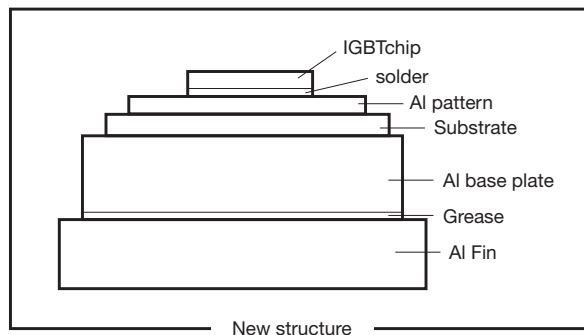 IGBTchip
solder
Al pattern
Substrate
Al base plate
Grease
Al Fin
New structure